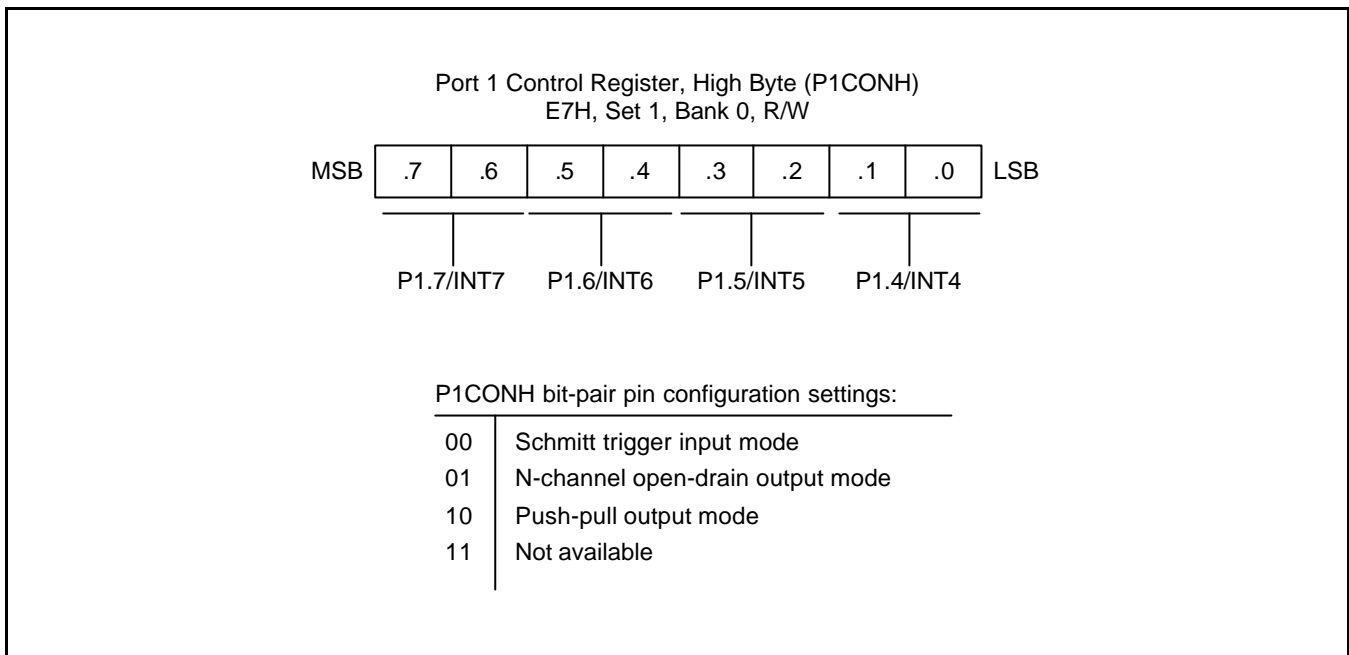 Port 1 Control Register, High Byte (P1CONH)
E7H, Set 1, Bank 0, R/W
MSB .7 .6 .5 .4 .3 .2 .1 .0 LSB
P1.7/INT7 P1.6/INT6 P1.5/INT5 P1.4/INT4
P1CONH bit-pair pin configuration settings:
00 Schmitt trigger input mode
01 N-channel open-drain output mode
10 Push-pull output mode
11 Not available